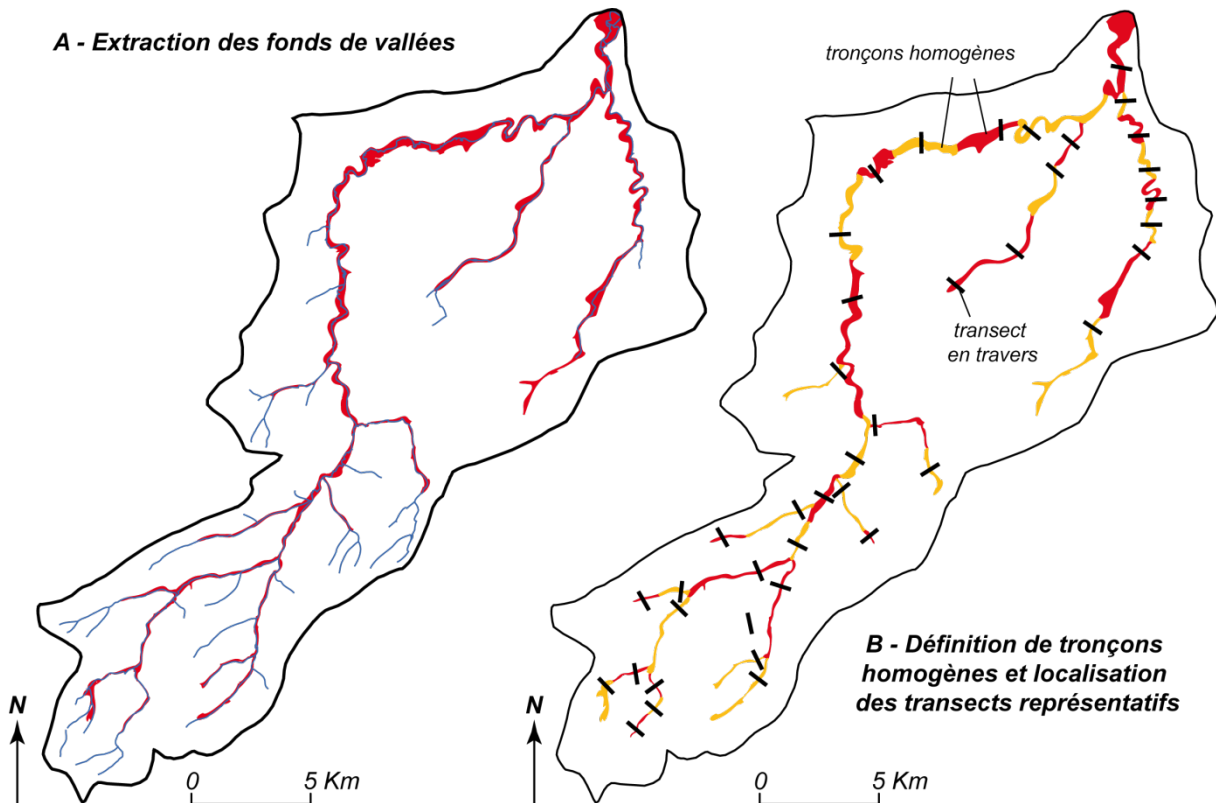 A - Extraction des fonds de vallées
tronçons homogènes
transect
en travers
B - Définition de tronçons
homogènes et localisation
des transects représentatifs
N
0 5 Km
N
0 5 Km